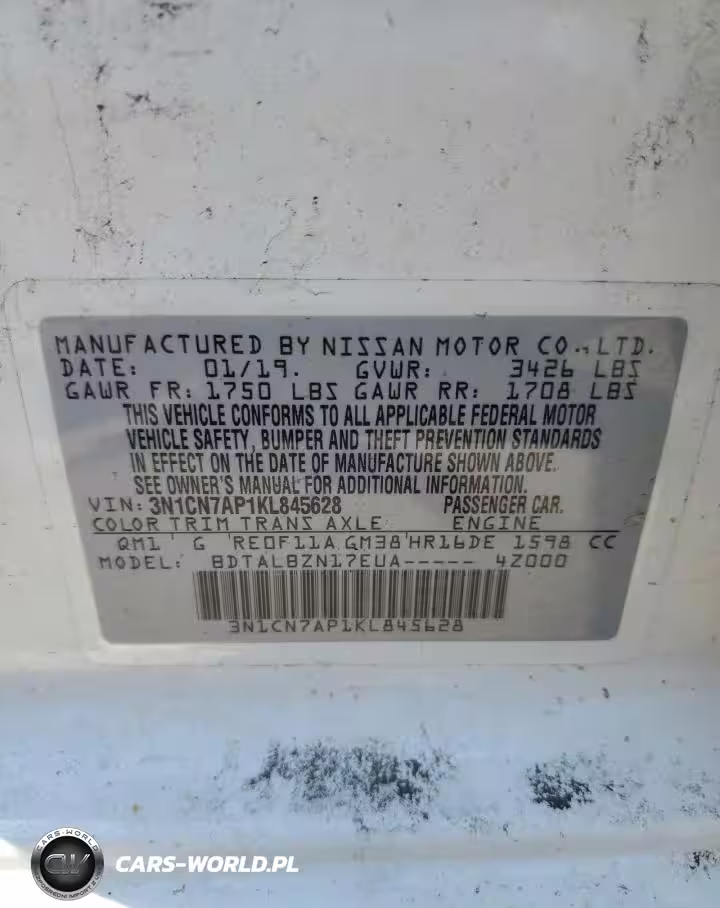 MANUFACTURED BY NISSAN MOTOR CO., LTD.
DATE: 01/19. GVWR: 3426 LBS
GAWR FR: 1750 LBS GAWR RR: 1708 LBS
THIS VEHICLE CONFORMS TO ALL APPLICABLE FEDERAL MOTOR
VEHICLE SAFETY, BUMPER AND THEFT PREVENTION STANDARDS
IN EFFECT ON THE DATE OF MANUFACTURE SHOWN ABOVE.
SEE OWNER'S MANUAL FOR ADDITIONAL INFORMATION.
VIN: 3N1CN7AP1KL845628 PASSENGER CAR.
COLOR TRIM TRANS AXLE ENGINE
QM1 G RE0F11A GM38 HR16DE 1598 CC
MODEL: BDTALBZN17EUA----- 4Z000
3N1CN7AP1KL845628
CARS-WORLD
CW
CARS-WORLD.PL